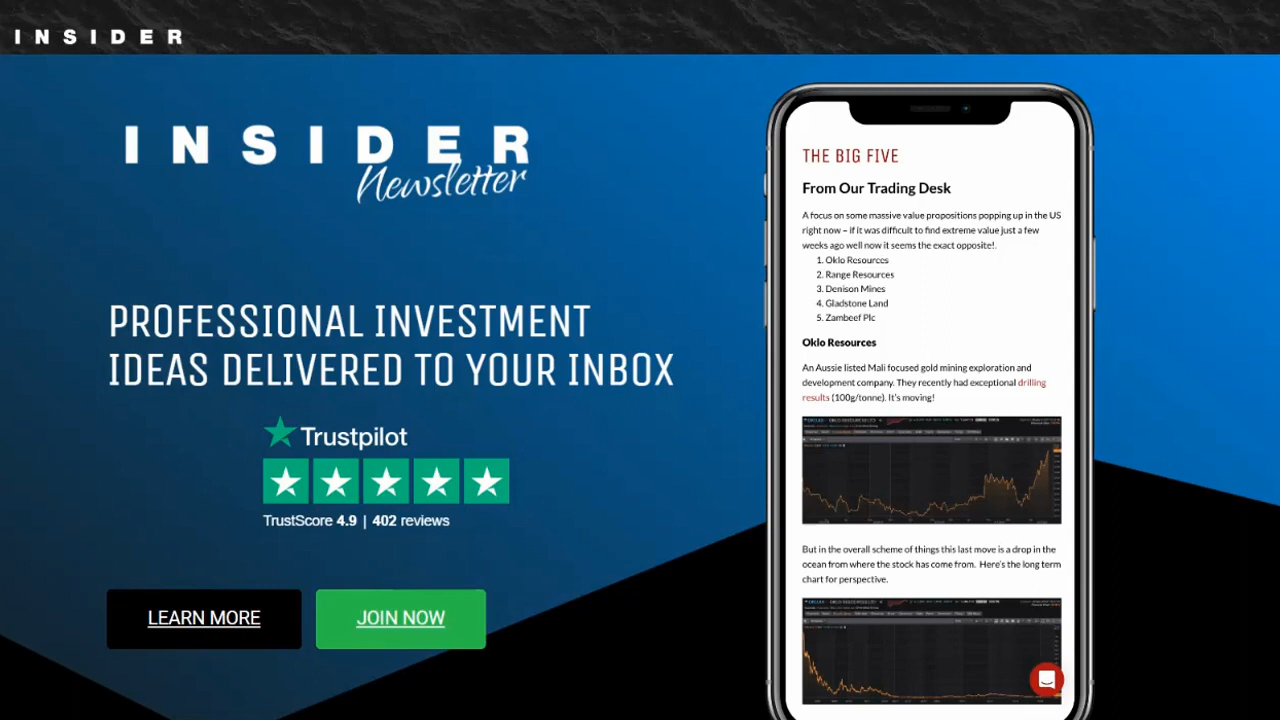 INSIDER
INSIDER
Newsletter
PROFESSIONAL INVESTMENT
IDEAS DELIVERED TO YOUR INBOX
Trustpilot
TrustScore 4.9 | 402 reviews
LEARN MORE
JOIN NOW
THE BIG FIVE
From Our Trading Desk
A focus on some massive value propositions popping up in the US
right now – if it was difficult to find extreme value just a few
weeks ago well now it seems the exact opposite!.
1. Oklo Resources
2. Range Resources
3. Denison Mines
4. Gladstone Land
5. Zambeef Plc
Oklo Resources
An Aussie listed Mali focused gold mining exploration and
development company. They recently had exceptional drilling
results (100g/tonne). It's moving!
But in the overall scheme of things this last move is a drop in the
ocean from where the stock has come from. Here's the long term
chart for perspective.